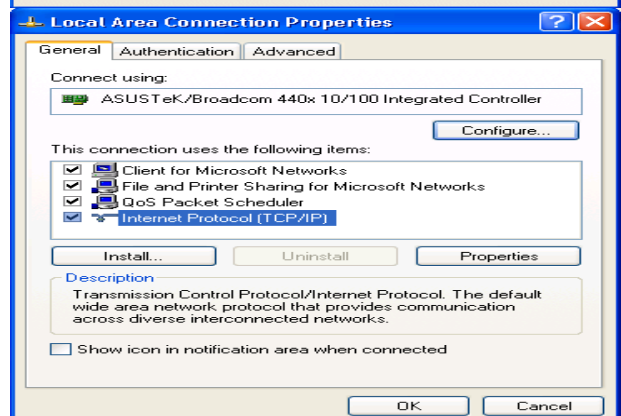 Local Area Connection Properties
General Authentication Advanced
Connect using:
ASUSTeK/Broadcom 440x 10/100 Integrated Controller
Configure...
This connection uses the following items:
Client for Microsoft Networks
File and Printer Sharing for Microsoft Networks
QoS Packet Scheduler
Internet Protocol (TCP/IP)
Install... Uninstall Properties
Description
Transmission Control Protocol/Internet Protocol. The default
wide area network protocol that provides communication
across diverse interconnected networks.
Show icon in notification area when connected
OK Cancel